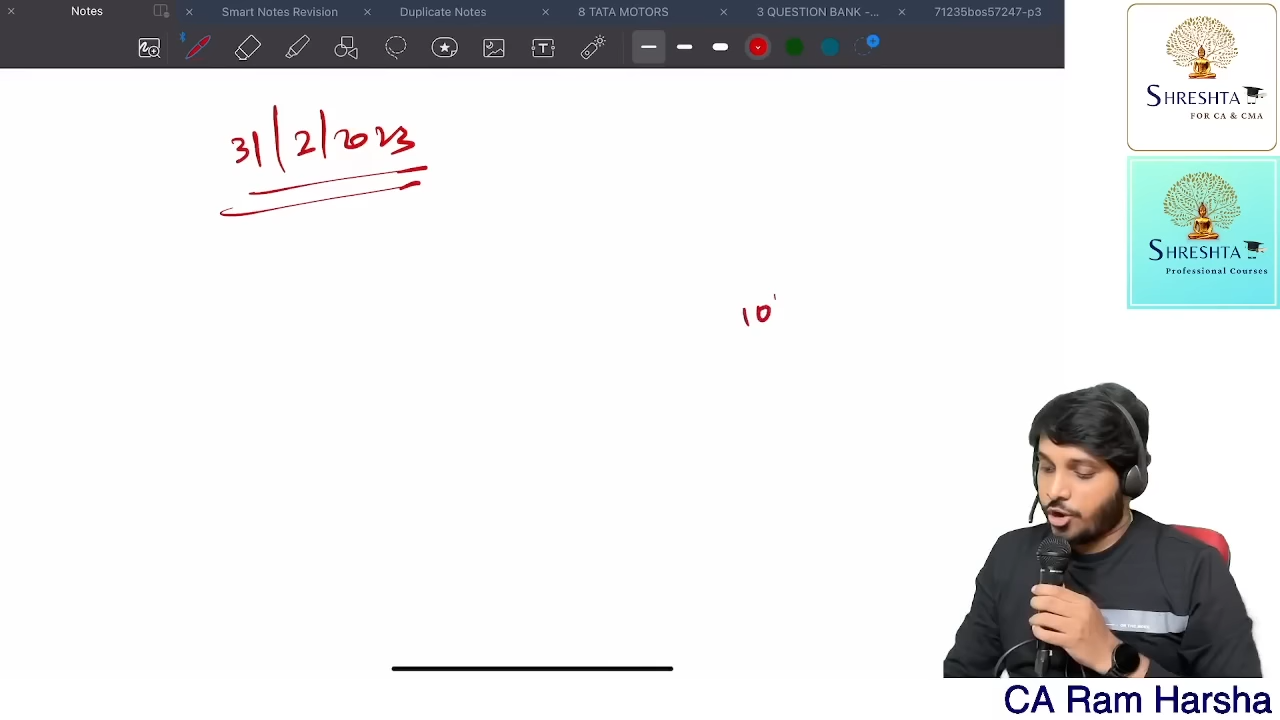 Notes
Smart Notes Revision
Duplicate Notes
8 TATA MOTORS
3 QUESTION BANK -...
71235bos57247-p3
31/2/2023
10
SHRESHTA
FOR CA & CMA
SHRESHTA
Professional Courses
CA Ram Harsha